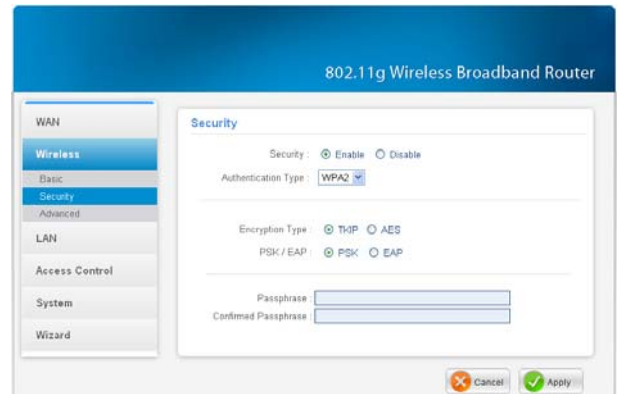 802.11g Wireless Broadband Router
WAN
Wireless
Basic
Security
Advanced
LAN
Access Control
System
Wizard
Security
Security : Enable Disable
Authentication Type : WPA2
Encryption Type : TKIP AES
PSK / EAP : PSK EAP
Passphrase :
Confirmed Passphrase :
Cancel Apply